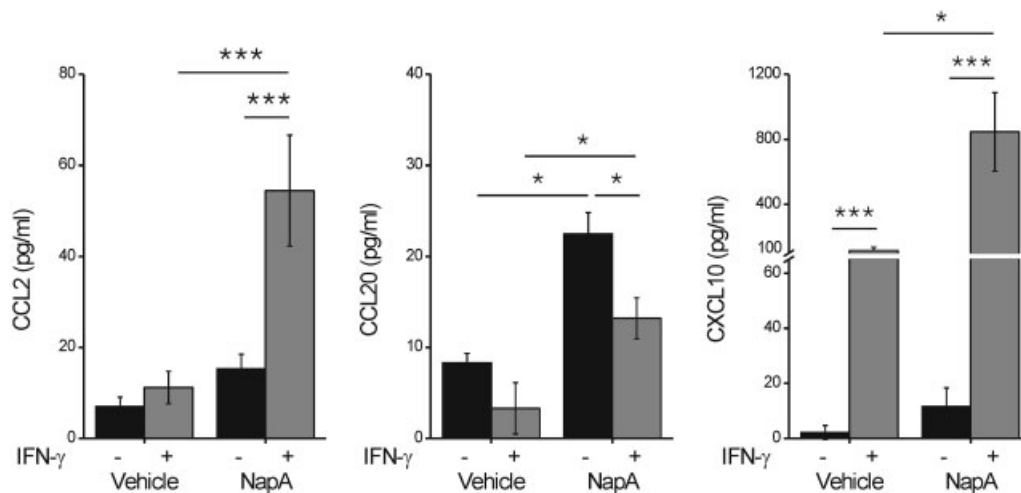 ***
***
80
60
40
20
0
CCL2 (pg/ml)
IFN-γ - + - +
Vehicle NapA
*
*
*
40
30
20
10
0
CCL20 (pg/ml)
- + - +
Vehicle NapA
*
***
***
1200
800
400
100
60
40
20
0
CXCL10 (pg/ml)
IFN-γ - + - +
Vehicle NapA